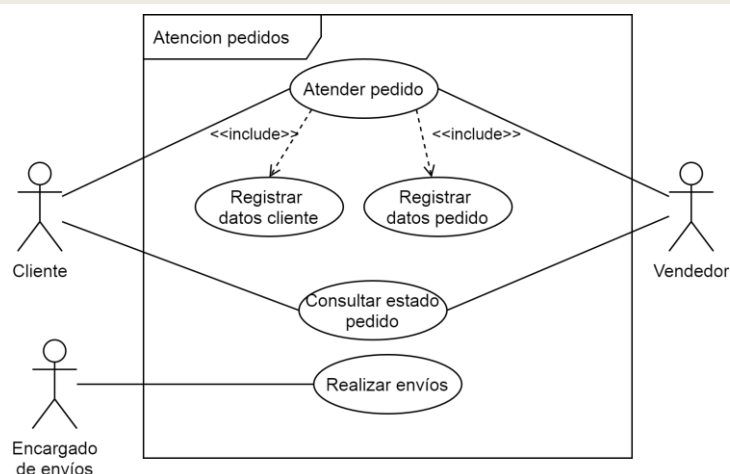 Atencion pedidos
Atender pedido
<<include>>
<<include>>
Registrar
datos cliente
Registrar
datos pedido
Cliente
Vendedor
Consultar estado
pedido
Realizar envíos
Encargado
de envíos